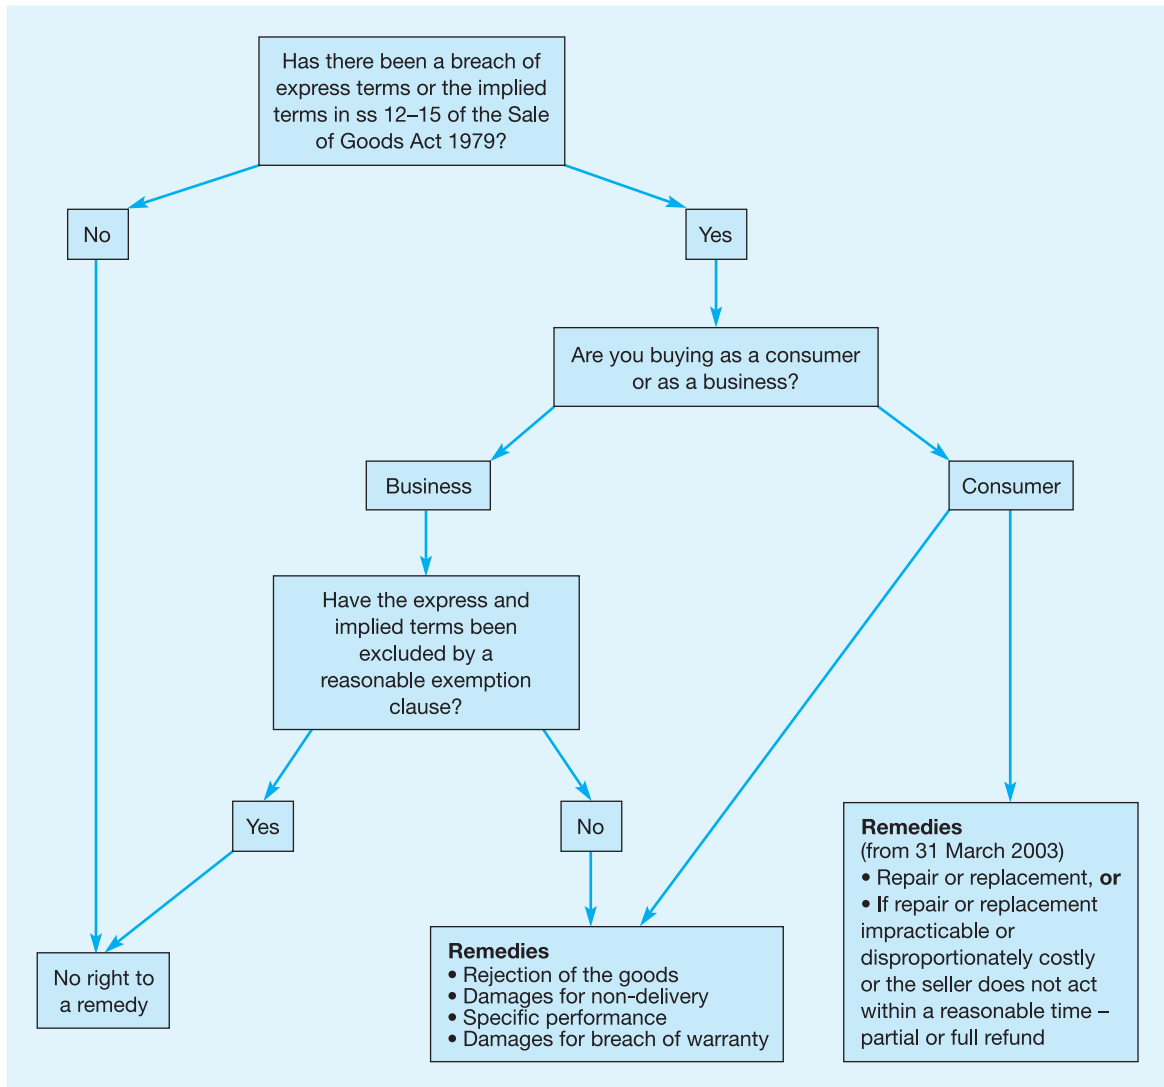 Has there been a breach of
express terms or the implied
terms in ss 12–15 of the Sale
of Goods Act 1979?
No
Yes
Are you buying as a consumer
or as a business?
Business
Consumer
Have the express and
implied terms been
excluded by a
reasonable exemption
clause?
Yes
No
No right to
a remedy
Remedies
• Rejection of the goods
• Damages for non-delivery
• Specific performance
• Damages for breach of warranty
Remedies
(from 31 March 2003)
• Repair or replacement, or
• If repair or replacement
impracticable or
disproportionately costly
or the seller does not act
within a reasonable time –
partial or full refund